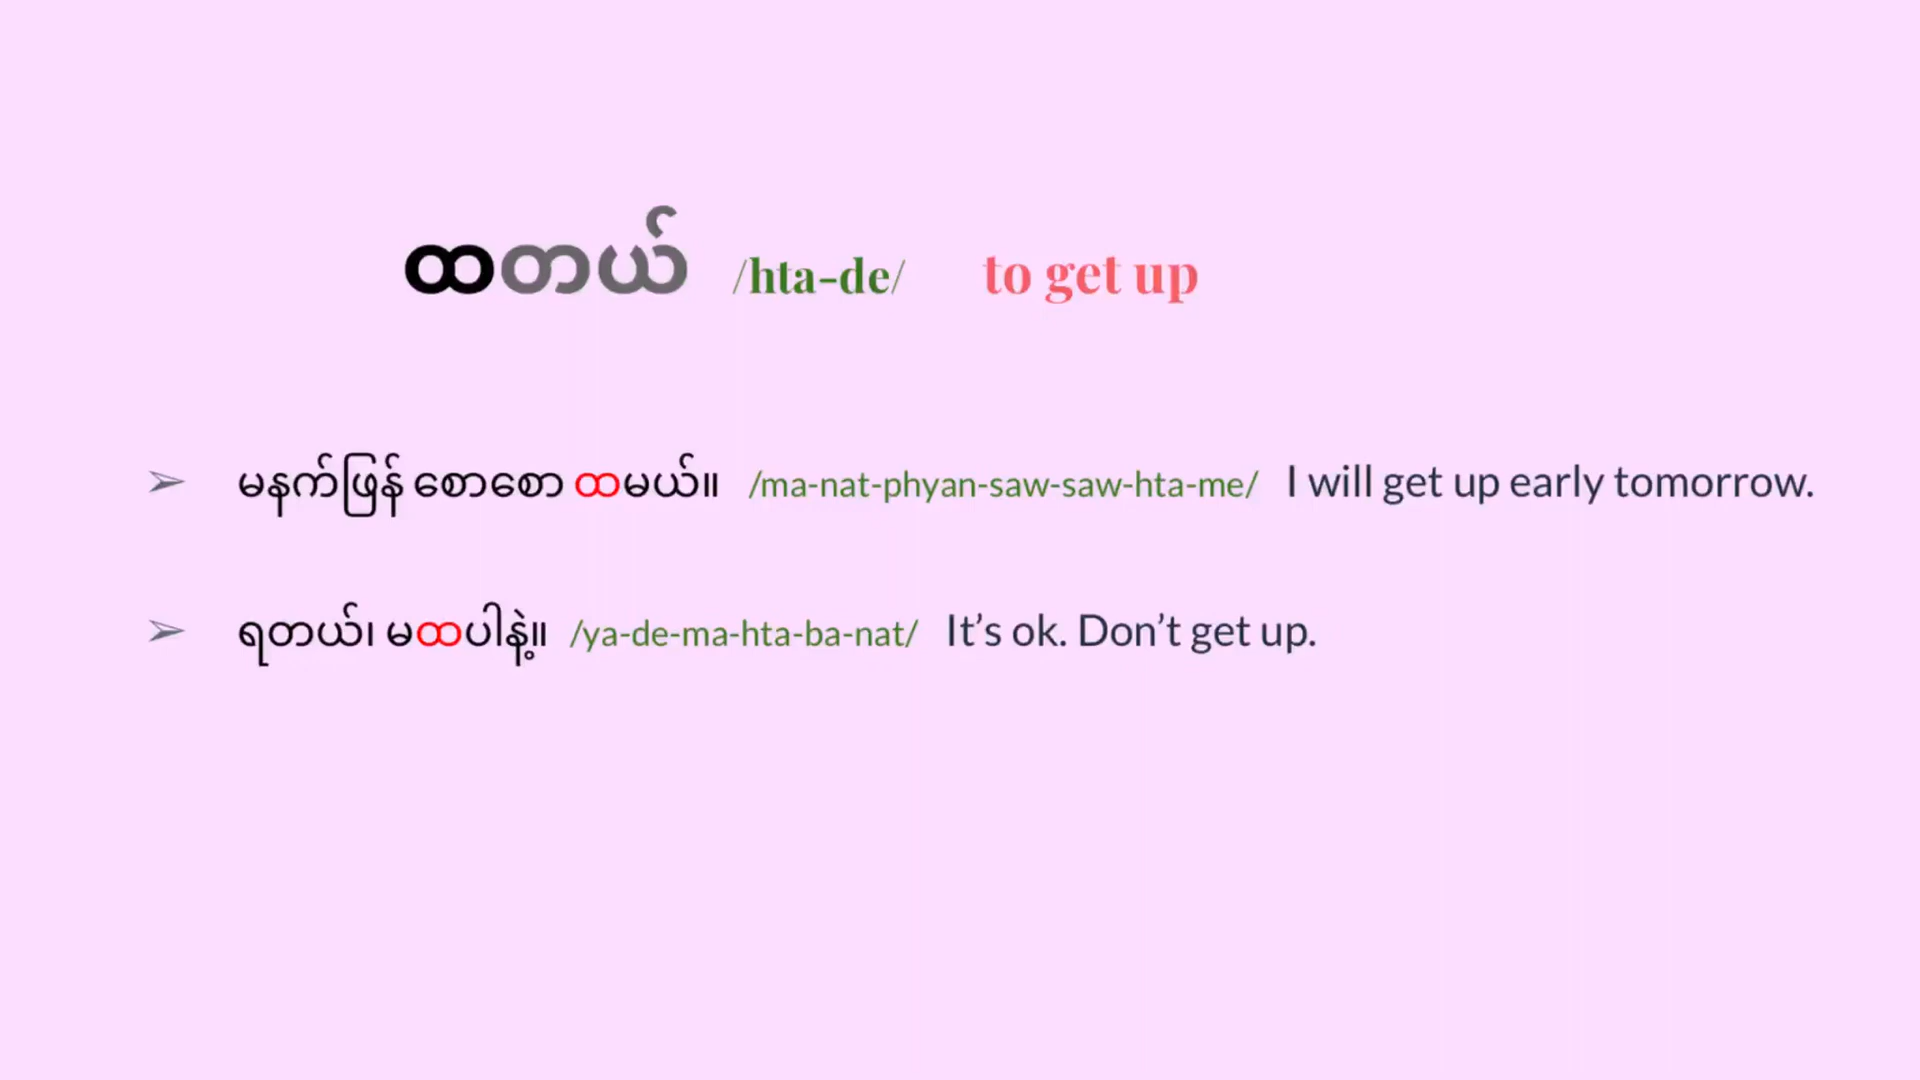 ထတယ် /hta-de/ to get up
➢ မနက်ဖြန် စောစော ထမယ်။ /ma-nat-phyan-saw-saw-hta-me/ I will get up early tomorrow.
➢ ရတယ်၊ မထပါနဲ့။ /ya-de-ma-hta-ba-nat/ It’s ok. Don’t get up.